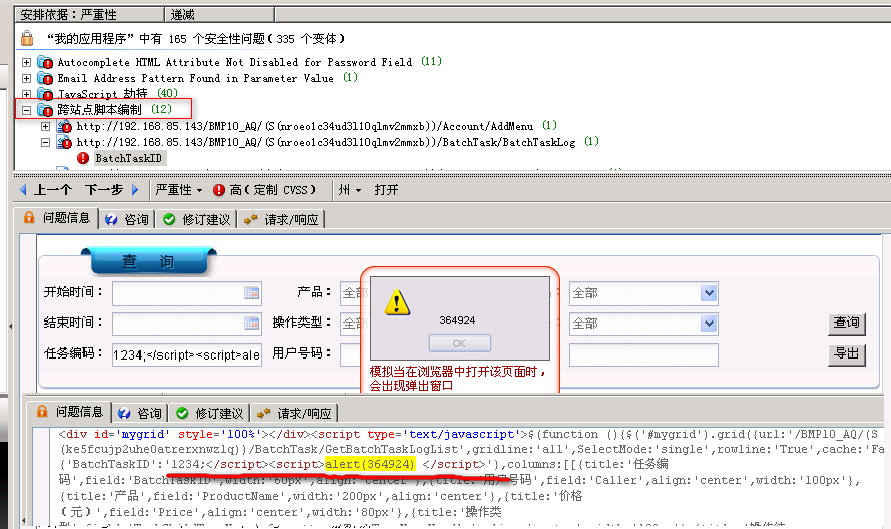 安排依据：严重性 递减
“我的应用程序”中有 165 个安全性问题(335 个变体)
Autocomplete HTML Attribute Not Disabled for Password Field (11)
Email Address Pattern Found in Parameter Value (1)
JavaScript 劫持 (40)
跨站点脚本编制 (12)
http://192.168.85.143/BMP10_AQ/(S(nroeo1c34ud3l10qlmv2mmxb))/Account/AddMenu (1)
http://192.168.85.143/BMP10_AQ/(S(nroeo1c34ud3l10qlmv2mmxb))/BatchTask/BatchTaskLog (1)
BatchTaskID
上一个 下一步 严重性 高(定制 CVSS) 州 打开
问题信息 咨询 修订建议 请求/响应
查 询
开始时间： 产品： 全部 全部
结束时间： 操作类型： 全部 全部 查询
任务编码： 1234;</script><script>ale 用户号码： 导出
364924
OK
模拟当在浏览器中打开该页面时，
会出现弹出窗口
问题信息 咨询 修订建议 请求/响应
<div id='mygrid' style='100%'></div><script type='text/javascript'>$(function (){$('#mygrid').grid({url:'/BMP10_AQ/(S
(ke5fcujp2uhe0atrerxnwzlq))/BatchTask/GetBatchTaskLogList',gridline:'all',SelectMode:'single',rowline:'True',cache:'Fa
{'BatchTaskID':'1234;</script><script>alert(364924) </script>'},columns:[[{title:'任务编
码',field:'BatchTaskID',width:'60px',align:'center'},{title:'用户号码',field:'Caller',align:'center',width:'100px'},
{title:'产品',field:'ProductName',width:'200px',align:'center'},{title:'价格
（元）',field:'Price',align:'center',width:'80px'},{title:'操作类